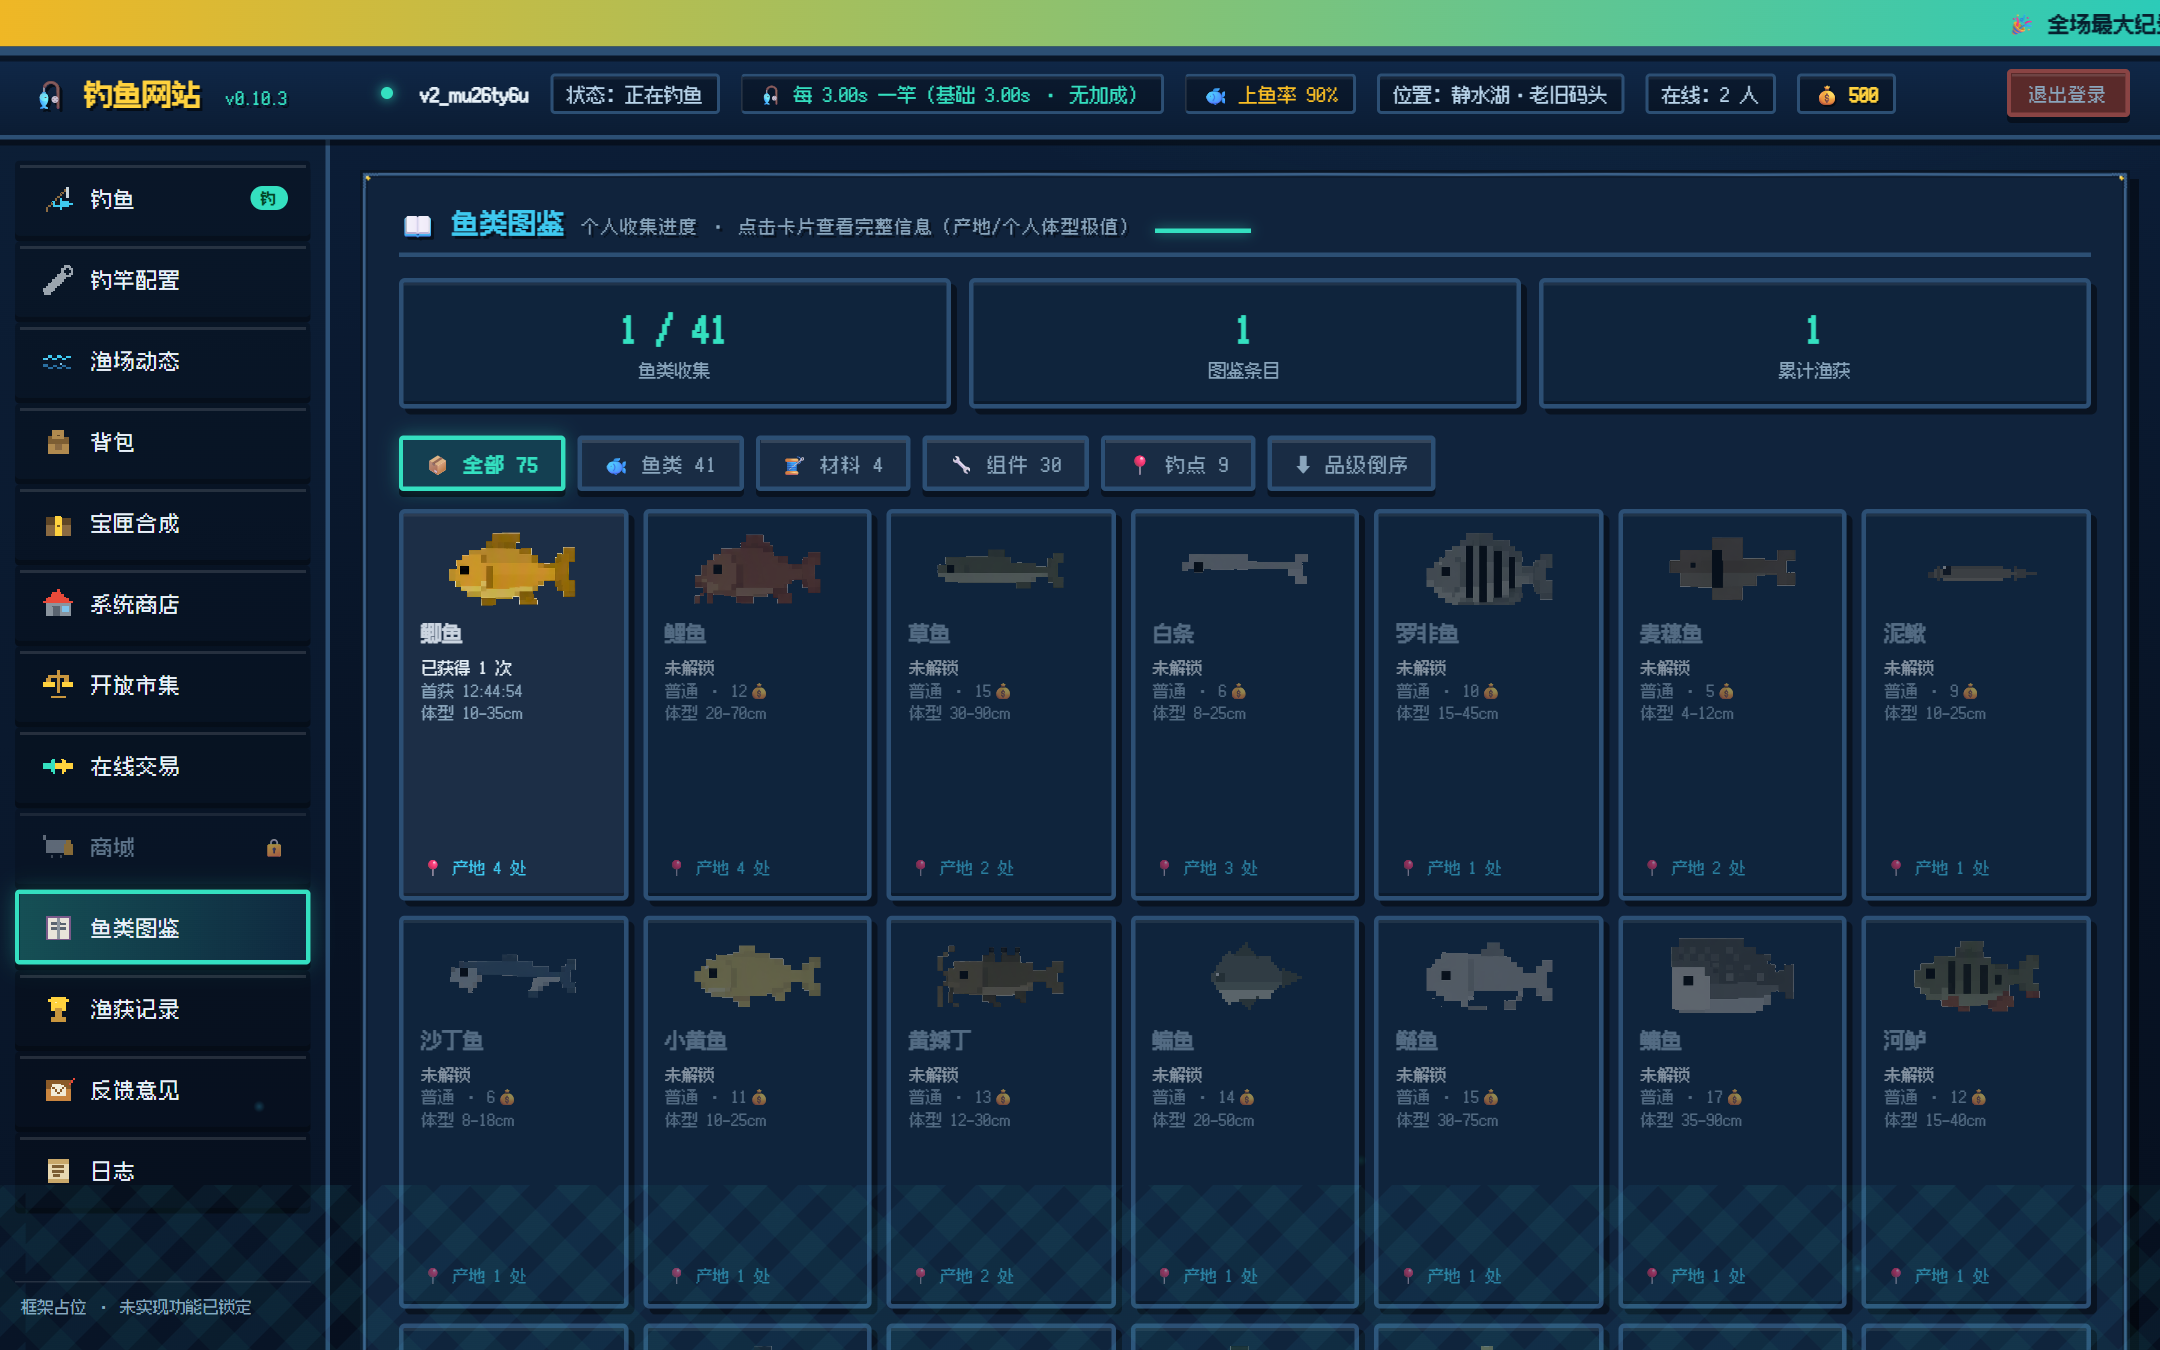 全场最大纪
钓鱼网站 v0.10.3
v2_mu26ty6u
状态: 正在钓鱼
每 3.00s 一竿 (基础 3.00s · 无加成)
上鱼率 90%
位置: 静水湖·老旧码头
在线: 2 人
500
退出登录
钓鱼 钓
钓竿配置
渔场动态
背包
宝匣合成
系统商店
开放市集
在线交易
商城
鱼类图鉴
渔获记录
反馈意见
日志
框架占位 · 未实现功能已锁定
鱼类图鉴 个人收集进度 · 点击卡片查看完整信息 (产地/个人体型极值)
1 / 41
鱼类收集
1
图鉴条目
1
累计渔获
全部 75
鱼类 41
材料 4
组件 30
钓点 9
品级倒序
鲫鱼
已获得 1 次
首获 12:44:54
体型 10-35cm
产地 4 处
鲤鱼
未解锁
普通 · 12
体型 20-70cm
产地 4 处
草鱼
未解锁
普通 · 15
体型 30-90cm
产地 2 处
白条
未解锁
普通 · 6
体型 8-25cm
产地 3 处
罗非鱼
未解锁
普通 · 10
体型 15-45cm
产地 1 处
麦穗鱼
未解锁
普通 · 5
体型 4-12cm
产地 2 处
泥鳅
未解锁
普通 · 9
体型 10-25cm
产地 1 处
沙丁鱼
未解锁
普通 · 6
体型 8-18cm
产地 1 处
小黄鱼
未解锁
普通 · 11
体型 10-25cm
产地 1 处
黄辣丁
未解锁
普通 · 13
体型 12-30cm
产地 2 处
鳊鱼
未解锁
普通 · 14
体型 20-50cm
产地 1 处
鲢鱼
未解锁
普通 · 15
体型 30-75cm
产地 1 处
鳙鱼
未解锁
普通 · 17
体型 35-90cm
产地 1 处
河鲈
未解锁
普通 · 12
体型 15-40cm
产地 1 处